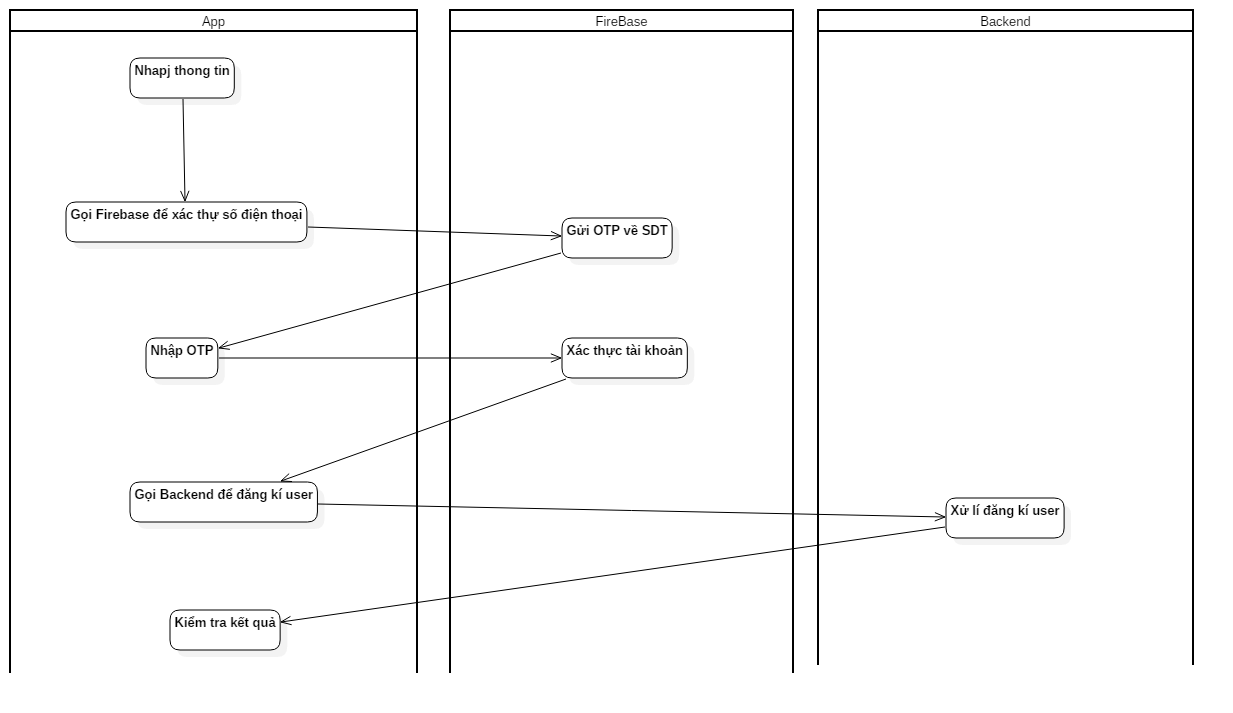 App
FireBase
Backend
Nhapj thong tin
Gọi Firebase để xác thự số điện thoại
Gửi OTP về SDT
Nhập OTP
Xác thực tài khoản
Gọi Backend để đăng kí user
Xử lí đăng kí user
Kiểm tra kết quả